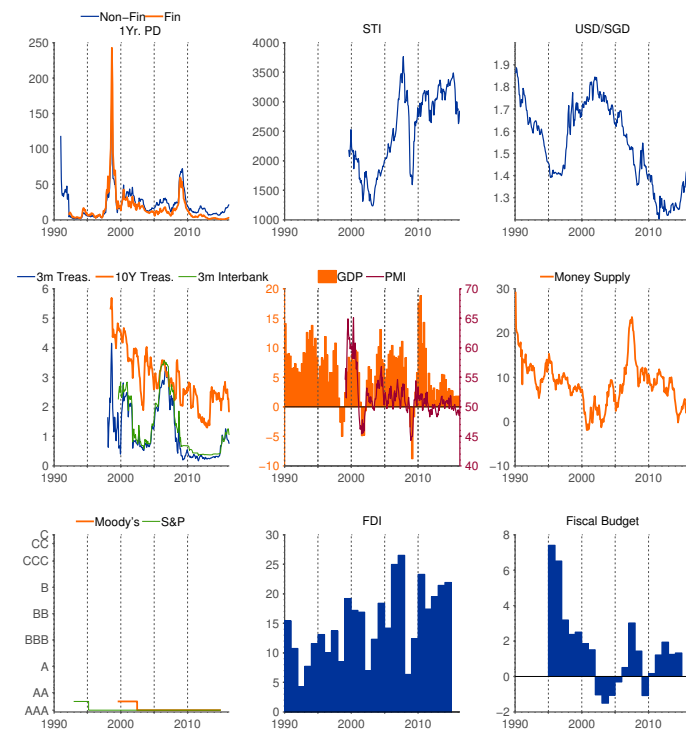 Non−Fin Fin
1Yr. PD
250
200
150
100
50
0
1990 2000 2010
STI
4000
3500
3000
2500
2000
1500
1000
1990 2000 2010
USD/SGD
1.9
1.8
1.7
1.6
1.5
1.4
1.3
1990 2000 2010
3m Treas. 10Y Treas. 3m Interbank
6
5
4
3
2
1
0
1990 2000 2010
GDP PMI
20
15
10
5
0
−5
−10
70
65
60
55
50
45
40
1990 2000 2010
Money Supply
30
20
10
0
−10
1990 2000 2010
Moody's S&P
C
CC
CCC
B
BB
BBB
A
AA
AAA
1990 2000 2010
FDI
30
25
20
15
10
5
0
1990 2000 2010
Fiscal Budget
8
6
4
2
0
−2
1990 2000 2010